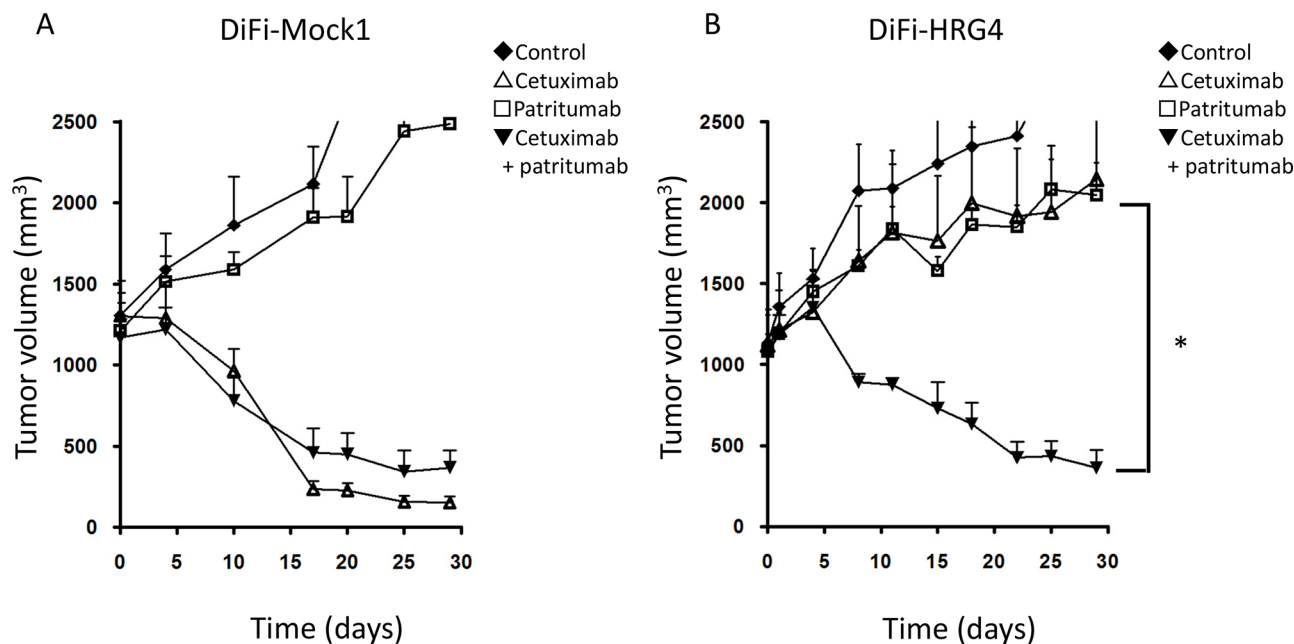 A
DiFi-Mock1
Control
Cetuximab
Patritumab
Cetuximab
+ patritumab
2500
2000
1500
1000
500
0
Tumor volume (mm³)
0 5 10 15 20 25 30
Time (days)
B
DiFi-HRG4
Control
Cetuximab
Patritumab
Cetuximab
+ patritumab
2500
2000
1500
1000
500
0
Tumor volume (mm³)
*
0 5 10 15 20 25 30
Time (days)